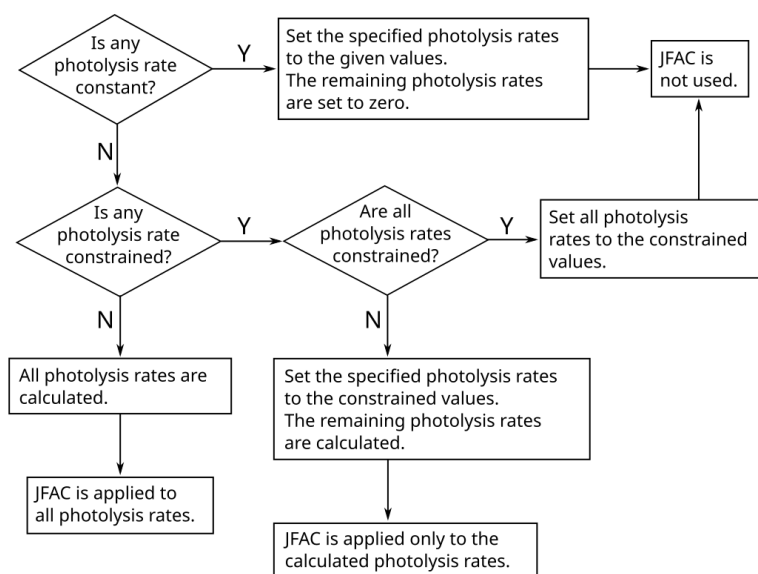 Is any
photolysis rate
constant?
Y
Set the specified photolysis rates
to the given values.
The remaining photolysis rates
are set to zero.
JFAC is
not used.
N
Is any
photolysis rate
constrained?
Y
Are all
photolysis rates
constrained?
Y
Set all photolysis
rates to the constrained
values.
N
N
All photolysis rates are
calculated.
Set the specified photolysis rates
to the constrained values.
The remaining photolysis rates
are calculated.
JFAC is applied to
all photolysis rates.
JFAC is applied only to the
calculated photolysis rates.